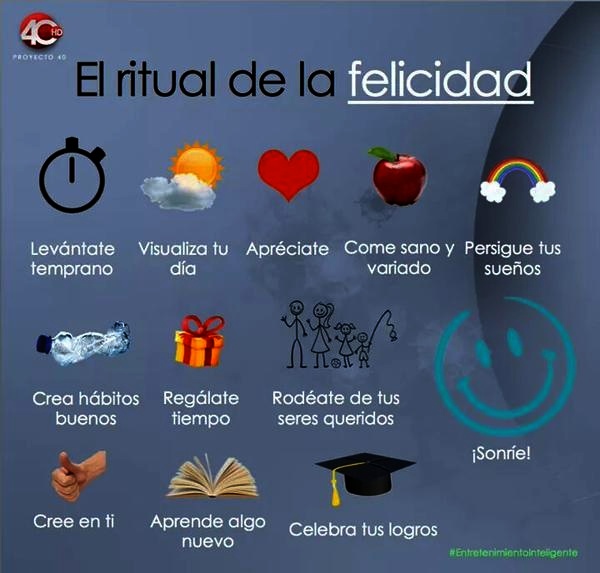 4C HD
PROYECTO 40
El ritual de la felicidad
Levántate
temprano
Visualiza tu
día
Apréciate
Come sano y
variado
Persigue tus
sueños
Crea hábitos
buenos
Regálate
tiempo
Rodéate de tus
seres queridos
¡Sonríe!
Cree en ti
Aprende algo
nuevo
Celebra tus logros
#EntretenimientoInteligente